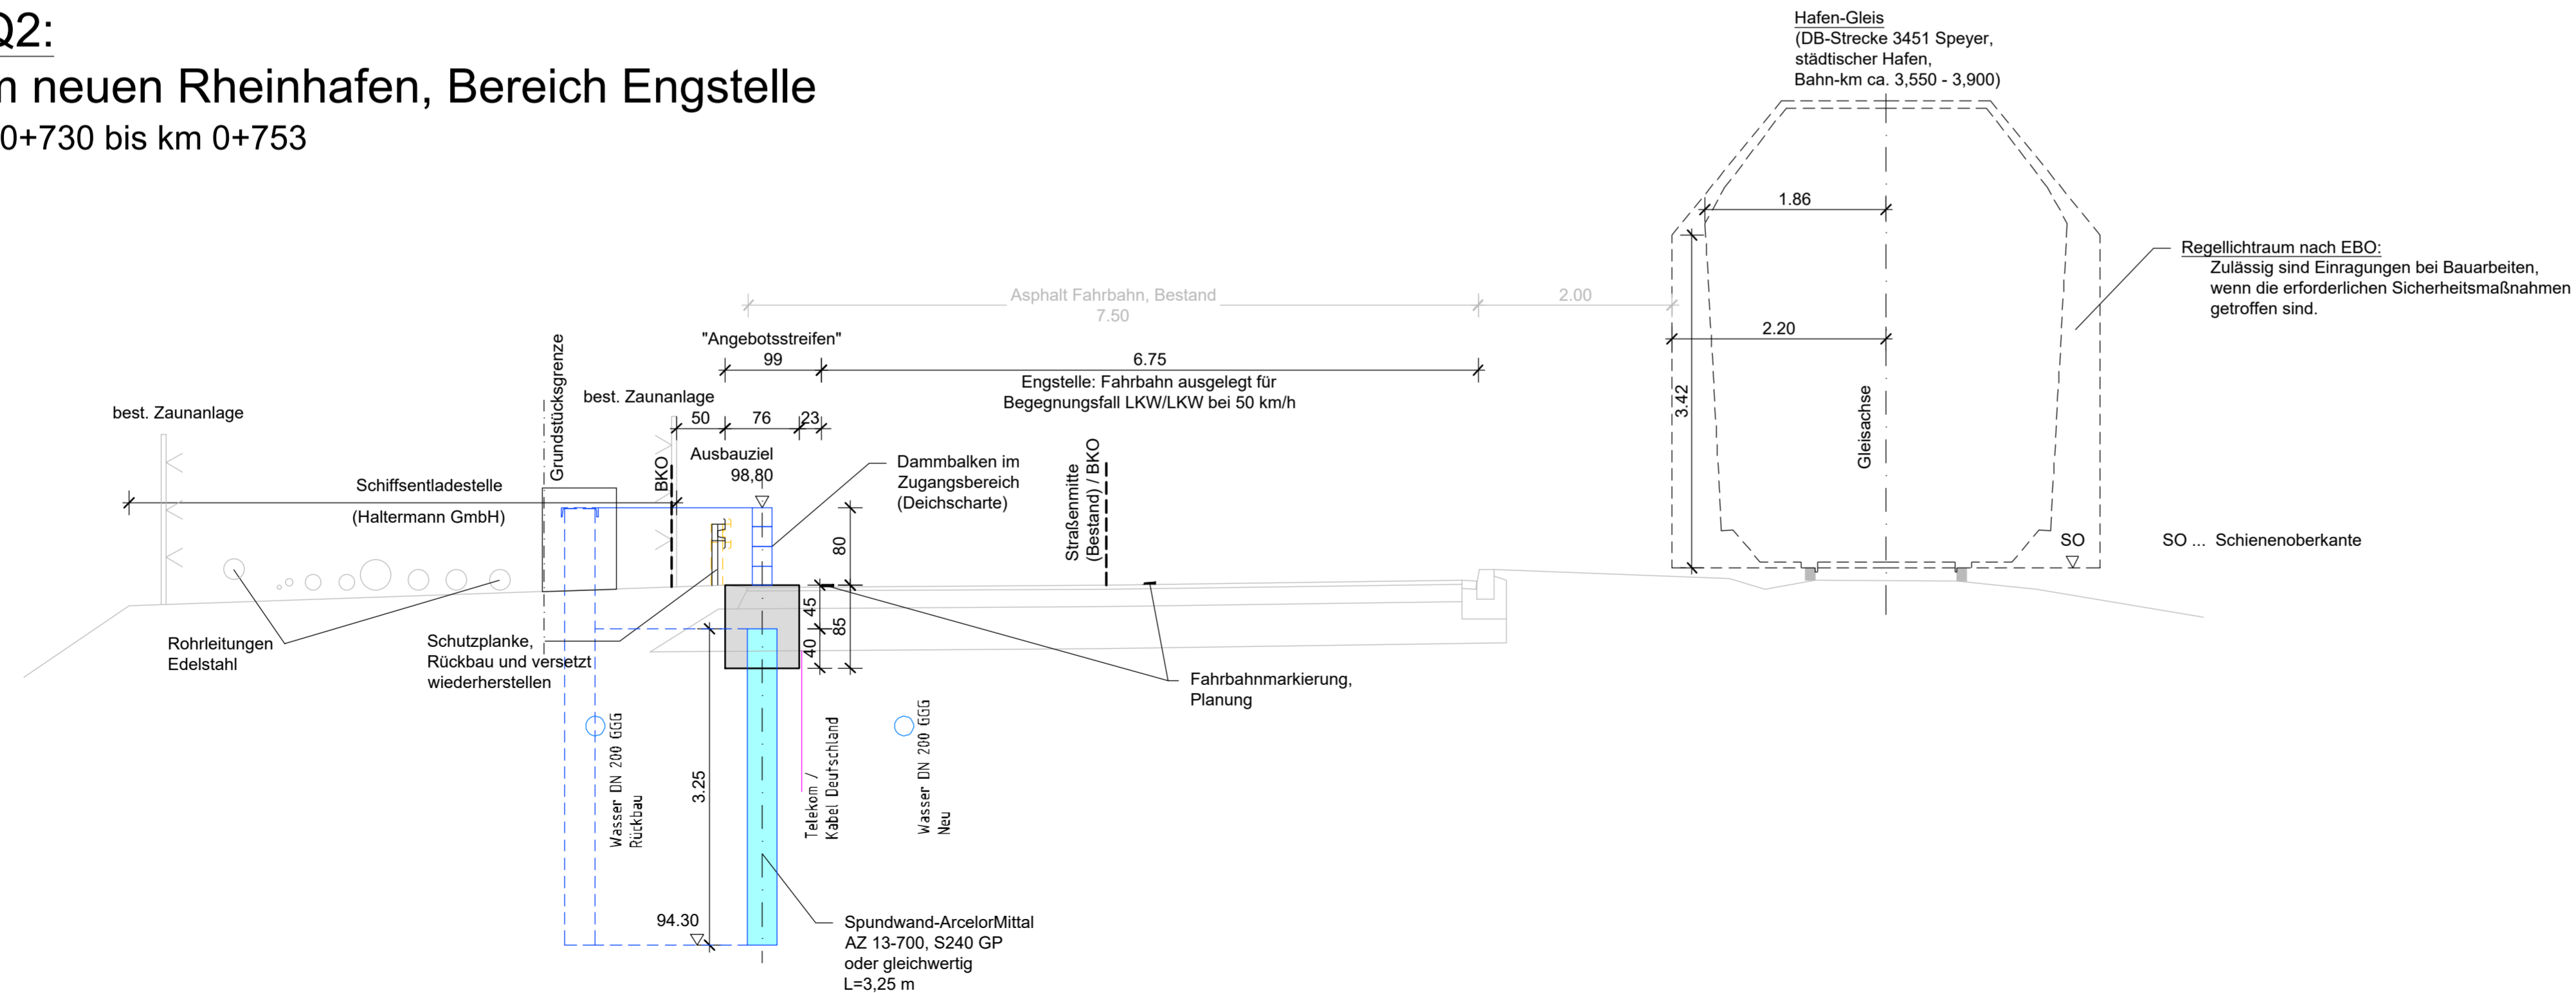 Q2:
m neuen Rheinhafen, Bereich Engstelle
0+730 bis km 0+753
Hafen-Gleis
(DB-Strecke 3451 Speyer,
städtischer Hafen,
Bahn-km ca. 3,550 - 3,900)
1.86
Regellichtraum nach EBO:
Zulässig sind Einragungen bei Bauarbeiten,
wenn die erforderlichen Sicherheitsmaßnahmen
getroffen sind.
Asphalt Fahrbahn, Bestand
7.50
2.00
2.20
"Angebotsstreifen"
99
6.75
Engstelle: Fahrbahn ausgelegt für
Begegnungsfall LKW/LKW bei 50 km/h
3.42
Gleisachse
Grundstücksgrenze
best. Zaunanlage
best. Zaunanlage
50
76
23
Ausbauziel
98,80
BKO
Dammbalken im
Zugangsbereich
(Deichscharte)
Straßenmitte
(Bestand) / BKO
Schiffsentladestelle
(Haltermann GmbH)
80
SO
SO ... Schienenoberkante
45
85
40
Rohrleitungen
Edelstahl
Schutzplanke,
Rückbau und versetzt
wiederherstellen
Fahrbahnmarkierung,
Planung
3.25
Wasser DN 200 GGG
Rückbau
Telekom /
Kabel Deutschland
Wasser DN 200 GGG
Neu
94.30
Spundwand-ArcelorMittal
AZ 13-700, S240 GP
oder gleichwertig
L=3,25 m